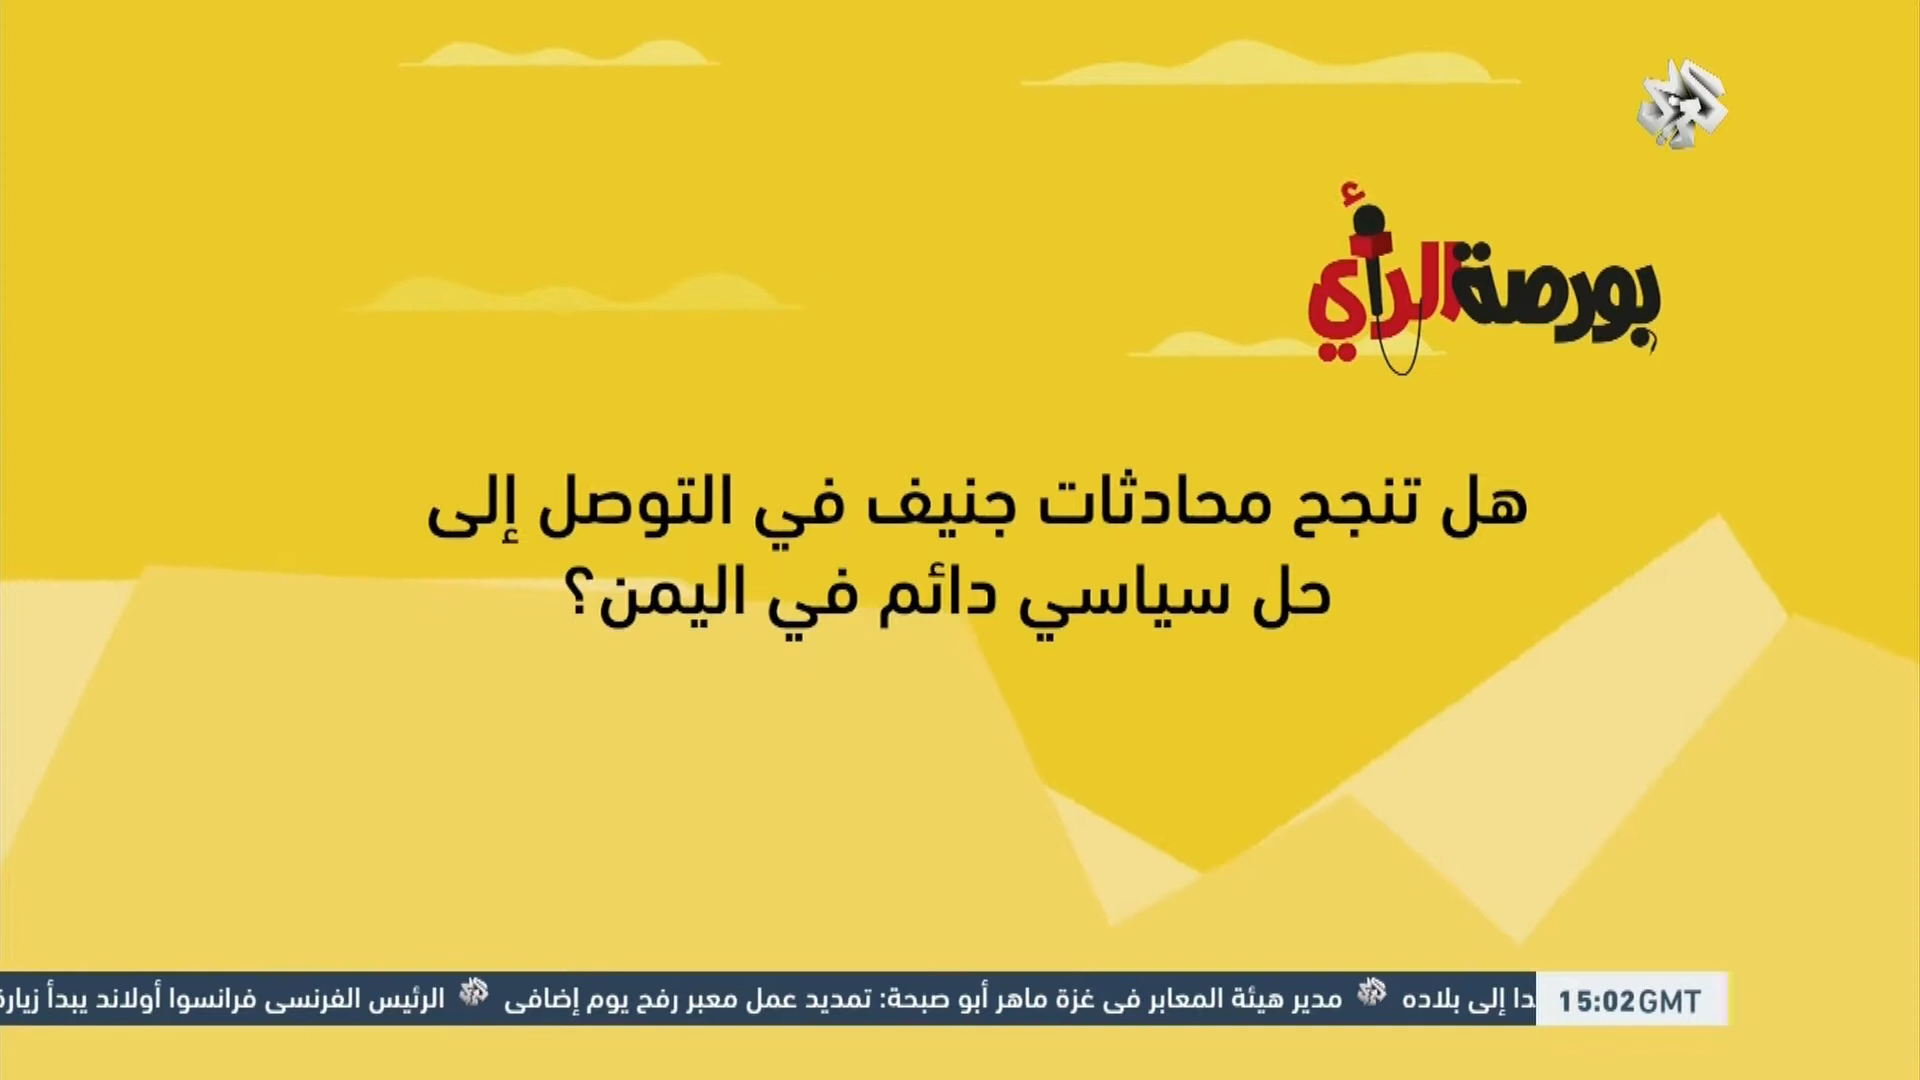 بورصة الرأي
هل تنجح محادثات جنيف في التوصل إلى
حل سياسي دائم في اليمن؟
15:02GMT
دا إلى بلاده مدير هيئة المعابر في غزة ماهر أبو صبحة: تمديد عمل معبر رفح يوم إضافي الرئيس الفرنسي فرانسوا أولاند يبدأ زيارة